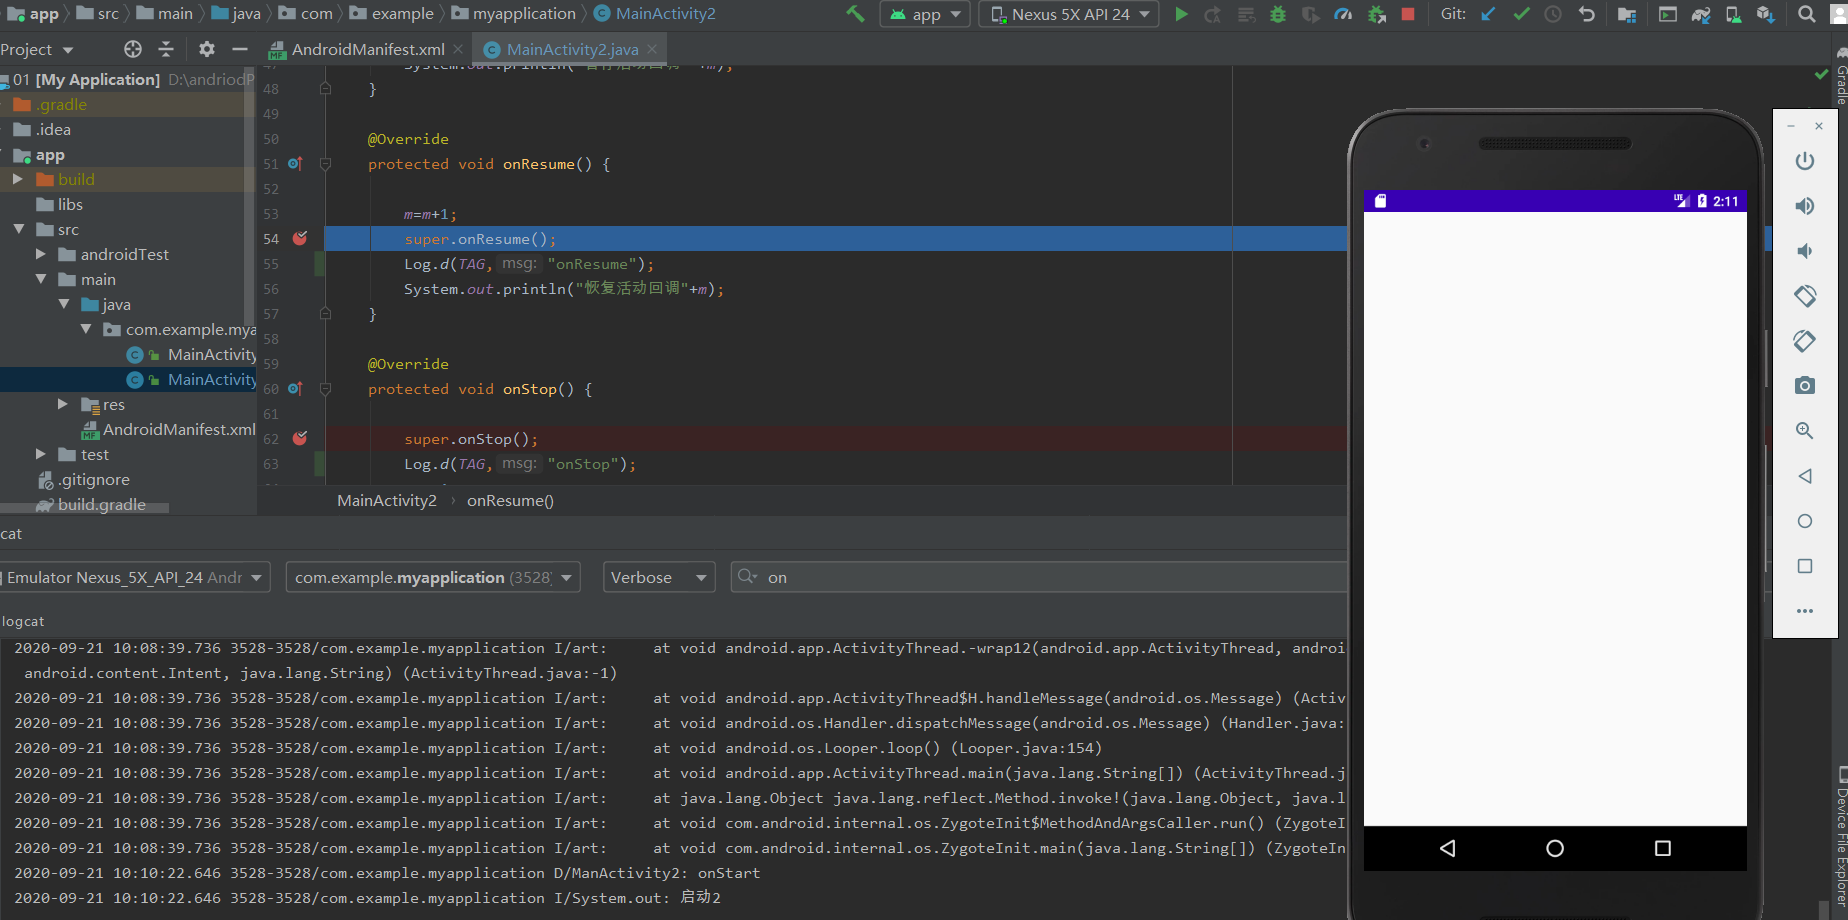 app src main java com example myapplication MainActivity2 app Nexus 5X API 24 Git:
Project AndroidManifest.xml MainActivity2.java
01 [My Application] D:\andriodP
.gradle
.idea
app
build
libs
src
androidTest
main
java
com.example.mya
MainActivity
MainActivity
res
AndroidManifest.xml
test
.gitignore
build.gradle
48 }
49
50 @Override
51 protected void onResume() {
52
53 m=m+1;
54 super.onResume();
55 Log.d(TAG, msg: "onResume");
56 System.out.println("恢复活动回调"+m);
57 }
58
59 @Override
60 protected void onStop() {
61
62 super.onStop();
63 Log.d(TAG, msg: "onStop");
MainActivity2 › onResume()
cat
Emulator Nexus_5X_API_24 Andr com.example.myapplication (3528) Verbose on
logcat
2020-09-21 10:08:39.736 3528-3528/com.example.myapplication I/art: at void android.app.ActivityThread.-wrap12(android.app.ActivityThread, androi
android.content.Intent, java.lang.String) (ActivityThread.java:-1)
2020-09-21 10:08:39.736 3528-3528/com.example.myapplication I/art: at void android.app.ActivityThread$H.handleMessage(android.os.Message) (Activ
2020-09-21 10:08:39.736 3528-3528/com.example.myapplication I/art: at void android.os.Handler.dispatchMessage(android.os.Message) (Handler.java:
2020-09-21 10:08:39.736 3528-3528/com.example.myapplication I/art: at void android.os.Looper.loop() (Looper.java:154)
2020-09-21 10:08:39.736 3528-3528/com.example.myapplication I/art: at void android.app.ActivityThread.main(java.lang.String[]) (ActivityThread.j
2020-09-21 10:08:39.736 3528-3528/com.example.myapplication I/art: at java.lang.Object java.lang.reflect.Method.invoke!(java.lang.Object, java.l
2020-09-21 10:08:39.736 3528-3528/com.example.myapplication I/art: at void com.android.internal.os.ZygoteInit$MethodAndArgsCaller.run() (ZygoteI
2020-09-21 10:08:39.736 3528-3528/com.example.myapplication I/art: at void com.android.internal.os.ZygoteInit.main(java.lang.String[]) (ZygoteIn
2020-09-21 10:10:22.646 3528-3528/com.example.myapplication D/ManActivity2: onStart
2020-09-21 10:10:22.646 3528-3528/com.example.myapplication I/System.out: 启动2
LTE 2:11
Gradle
Device File Explorer